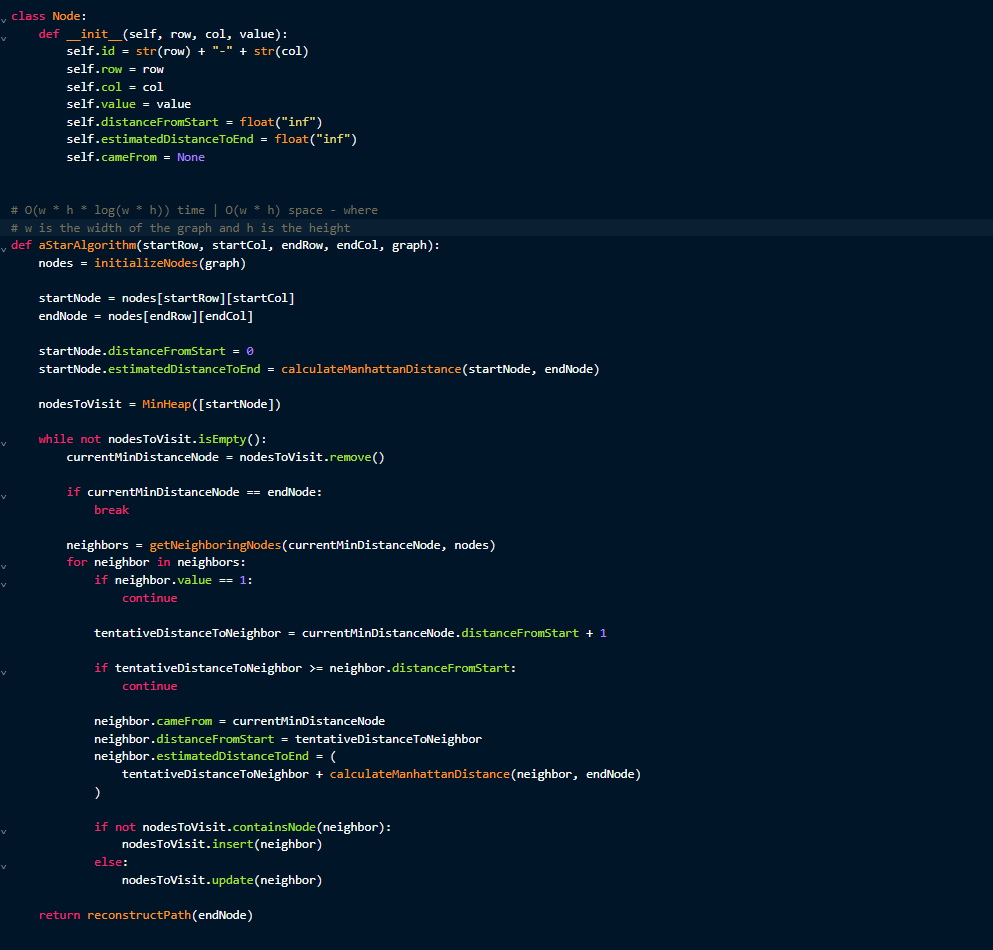 class Node:
    def __init__(self, row, col, value):
        self.id = str(row) + "-" + str(col)
        self.row = row
        self.col = col
        self.value = value
        self.distanceFromStart = float("inf")
        self.estimatedDistanceToEnd = float("inf")
        self.cameFrom = None
# O(w * h * log(w * h)) time | O(w * h) space - where
# w is the width of the graph and h is the height
def aStarAlgorithm(startRow, startCol, endRow, endCol, graph):
    nodes = initializeNodes(graph)
    startNode = nodes[startRow][startCol]
    endNode = nodes[endRow][endCol]
    startNode.distanceFromStart = 0
    startNode.estimatedDistanceToEnd = calculateManhattanDistance(startNode, endNode)
    nodesToVisit = MinHeap([startNode])
    while not nodesToVisit.isEmpty():
        currentMinDistanceNode = nodesToVisit.remove()
        if currentMinDistanceNode == endNode:
            break
        neighbors = getNeighboringNodes(currentMinDistanceNode, nodes)
        for neighbor in neighbors:
            if neighbor.value == 1:
                continue
            tentativeDistanceToNeighbor = currentMinDistanceNode.distanceFromStart + 1
            if tentativeDistanceToNeighbor >= neighbor.distanceFromStart:
                continue
            neighbor.cameFrom = currentMinDistanceNode
            neighbor.distanceFromStart = tentativeDistanceToNeighbor
            neighbor.estimatedDistanceToEnd = (
                tentativeDistanceToNeighbor + calculateManhattanDistance(neighbor, endNode)
            )
            if not nodesToVisit.containsNode(neighbor):
                nodesToVisit.insert(neighbor)
            else:
                nodesToVisit.update(neighbor)
    return reconstructPath(endNode)